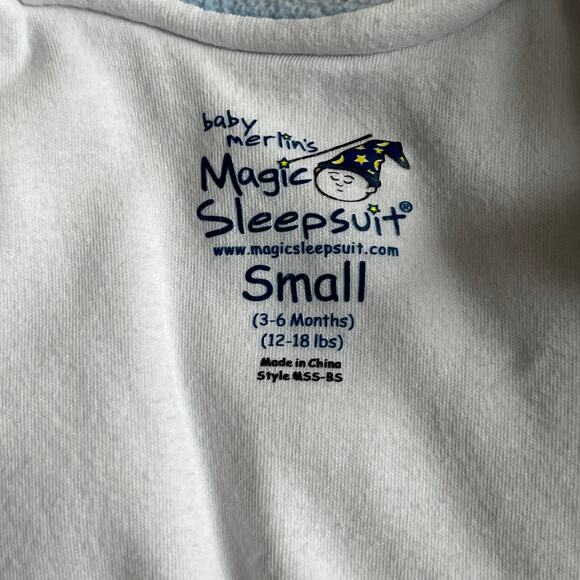 baby
merlin's
Magic
Sleepsuit®
www.magicsleepsuit.com
Small
(3-6 Months)
(12-18 lbs)
Made in China
Style MSS-BS